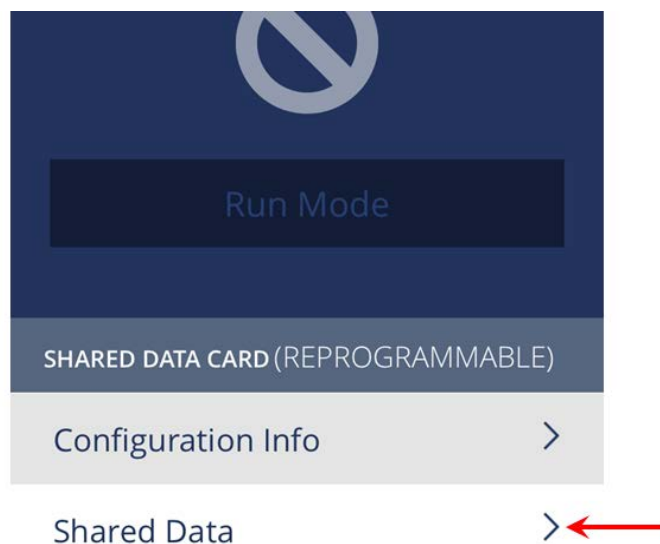 Run Mode
SHARED DATA CARD (REPROGRAMMABLE)
Configuration Info
Shared Data